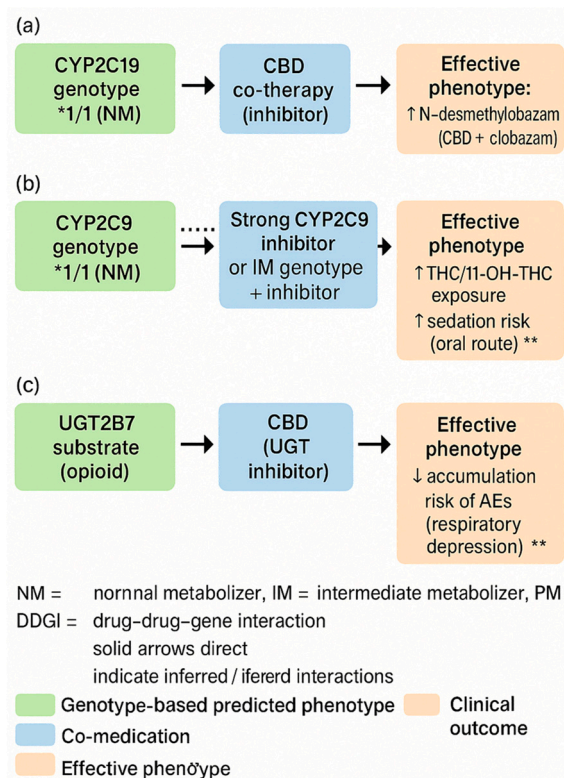 (a)
CYP2C19
genotype
*1/1 (NM)
CBD
co-therapy
(inhibitor)
Effective
phenotype:
↑ N-desmethylobazam
(CBD + clobazam)
(b)
CYP2C9
genotype
*1/1 (NM)
Strong CYP2C9
inhibitor
or IM genotype
+ inhibitor
Effective
phenotype
↑ THC/11-OH-THC
exposure
↑ sedation risk
(oral route) **
(c)
UGT2B7
substrate
(opioid)
CBD
(UGT
inhibitor)
Effective
phenotype
↓ accumulation
risk of AEs
(respiratory
depression) **
NM = nornnal metabolizer, IM = intermediate metabolizer, PM
DDGI = drug-drug-gene interaction
solid arrows direct
indicate inferred / ifererd interactions
Genotype-based predicted phenotype
Clinical
outcome
Co-medication
Effective